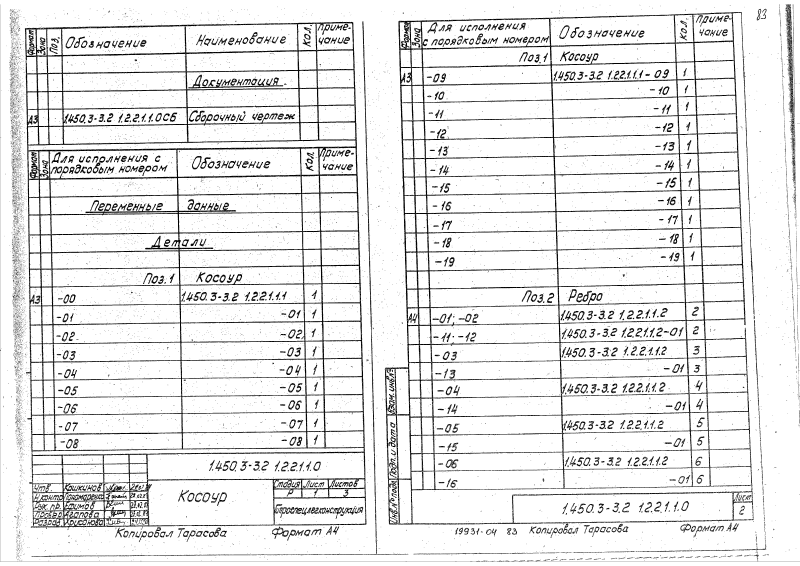 83
Формат Зона Поз. Обозначение Наименование Кол. Приме-чание
Документация
А3 1.450.3-3.2 1.2.2.1.1.0СБ Сборочный чертеж
Формат Зона Для исполнения с порядковым номером Обозначение Кол. Приме-чание
Переменные данные
Детали
Поз.1 Косоур
А3 -00 1.450.3-3.2 1.2.2.1.1.1 1
-01 -01 1
-02 -02 1
-03 -03 1
-04 -04 1
-05 -05 1
-06 -06 1
-07 -07 1
-08 -08 1
1.450.3-3.2 1.2.2.1.1.0
Косоур
Стадия Лист Листов
Р 1 3
Гипроспецлегконструкция
Утв. Кашкинов
Н.контр Пономаренко
Рук. пр. Ефимов
Провер. Агапова
Разраб.
Копировал Тарасова Формат А4
Формат Зона Для исполнения с порядковым номером Обозначение Кол. Приме-чание
Поз.1 Косоур
А3 -09 1.450.3-3.2 1.2.2.1.1.1-09 1
-10 -10 1
-11 -11 1
-12 -12 1
-13 -13 1
-14 -14 1
-15 -15 1
-16 -16 1
-17 -17 1
-18 -18 1
-19 -19 1
Поз.2 Ребро
А4 -01; -02 1.450.3-3.2 1.2.2.1.1.2 2
-11; -12 1.450.3-3.2 1.2.2.1.1.2-01 2
-03 1.450.3-3.2 1.2.2.1.1.2 3
-13 -01 3
-04 1.450.3-3.2 1.2.2.1.1.2 4
-14 -01 4
-05 1.450.3-3.2 1.2.2.1.1.2 5
-15 -01 5
-06 1.450.3-3.2 1.2.2.1.1.2 6
-16 -01 6
Инв.№ подл. Подп. и дата Взам. инв.№
1.450.3-3.2 1.2.2.1.1.0
Лист
2
19931-04 83 Копировал Тарасова Формат А4